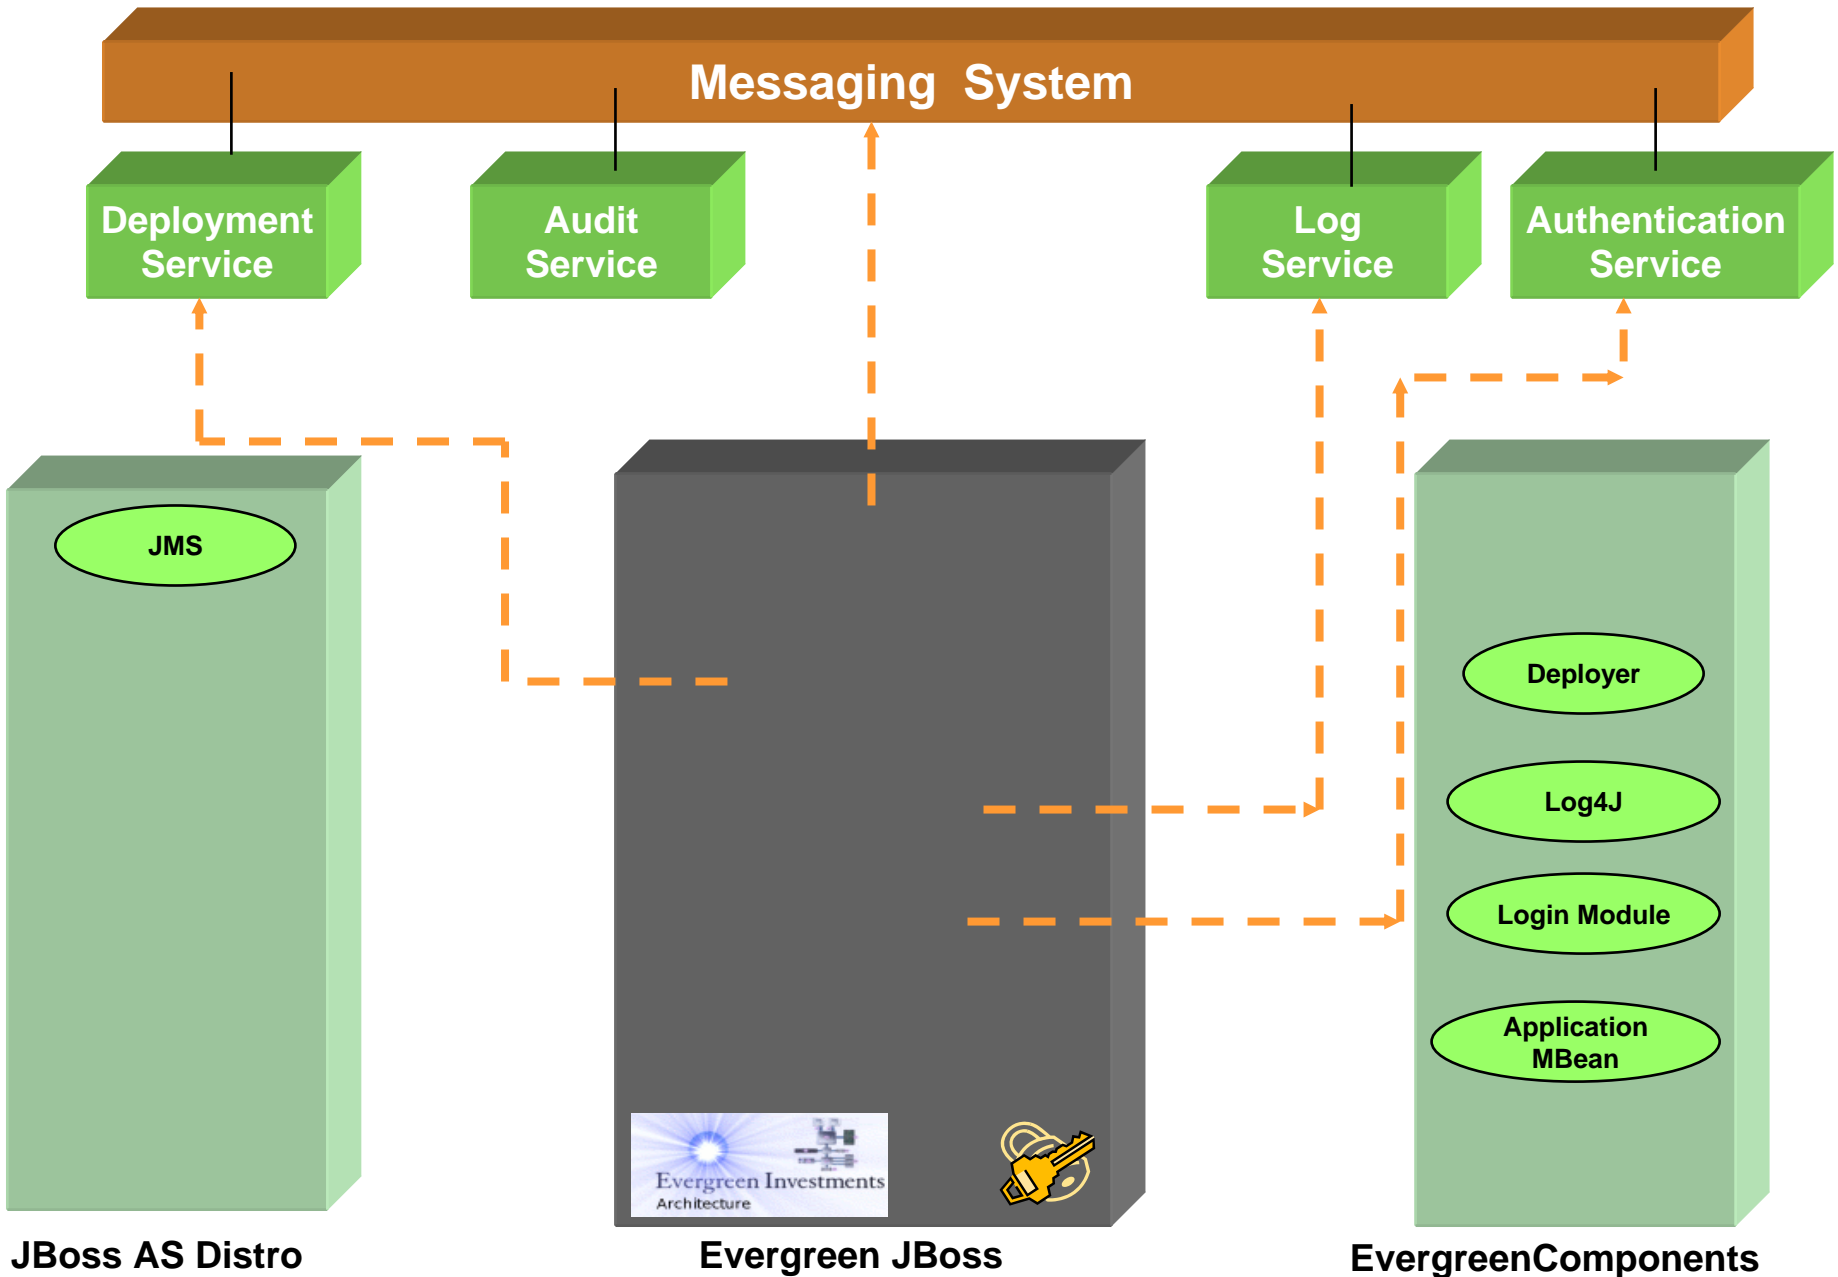 Messaging System
Deployment
Service
Audit
Service
Log
Service
Authentication
Service
JMS
Deployer
Log4J
Login Module
Application
MBean
Evergreen Investments
Architecture
JBoss AS Distro
Evergreen JBoss
EvergreenComponents